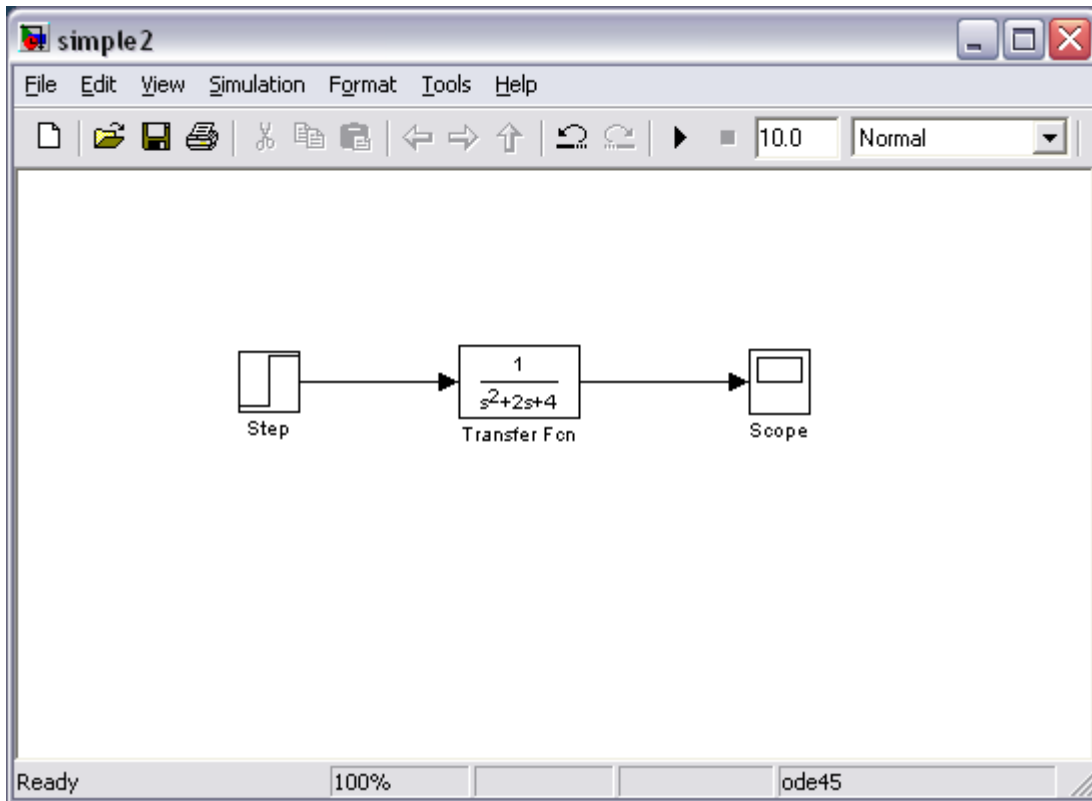 simple2
File Edit View Simulation Format Tools Help
10.0 Normal
1
s2+2s+4
Step
Transfer Fcn
Scope
Ready 100% ode45